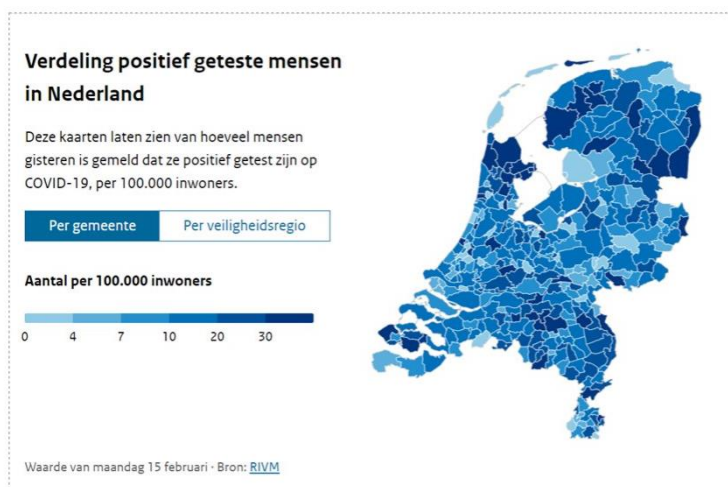 Verdeling positief geteste mensen
in Nederland
Deze kaarten laten zien van hoeveel mensen
gisteren is gemeld dat ze positief getest zijn op
COVID-19, per 100.000 inwoners.
Per gemeente
Per veiligheidsregio
Aantal per 100.000 inwoners
0 4 7 10 20 30
Waarde van maandag 15 februari · Bron: RIVM